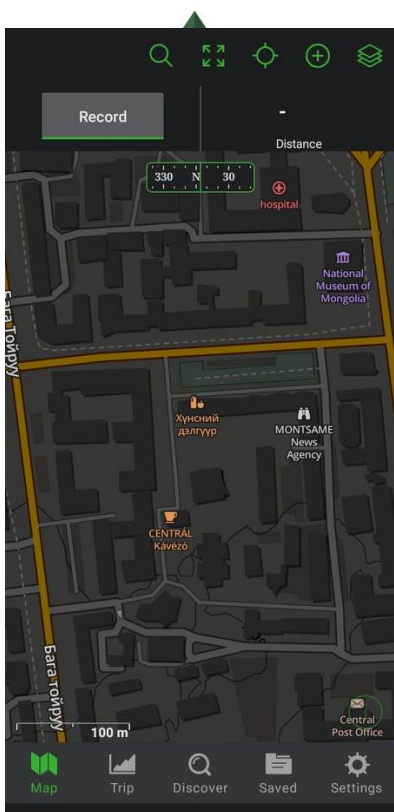 Record
-
Distance
330 N 30
hospital
National
Museum of
Mongolia
Бага Тойруу
Хүнсний
дэлгүүр
MONTSAME
News
Agency
CENTRÁL
Kávézó
Бага тойруу
100 m
Central
Post Office
Map
Trip
Discover
Saved
Settings